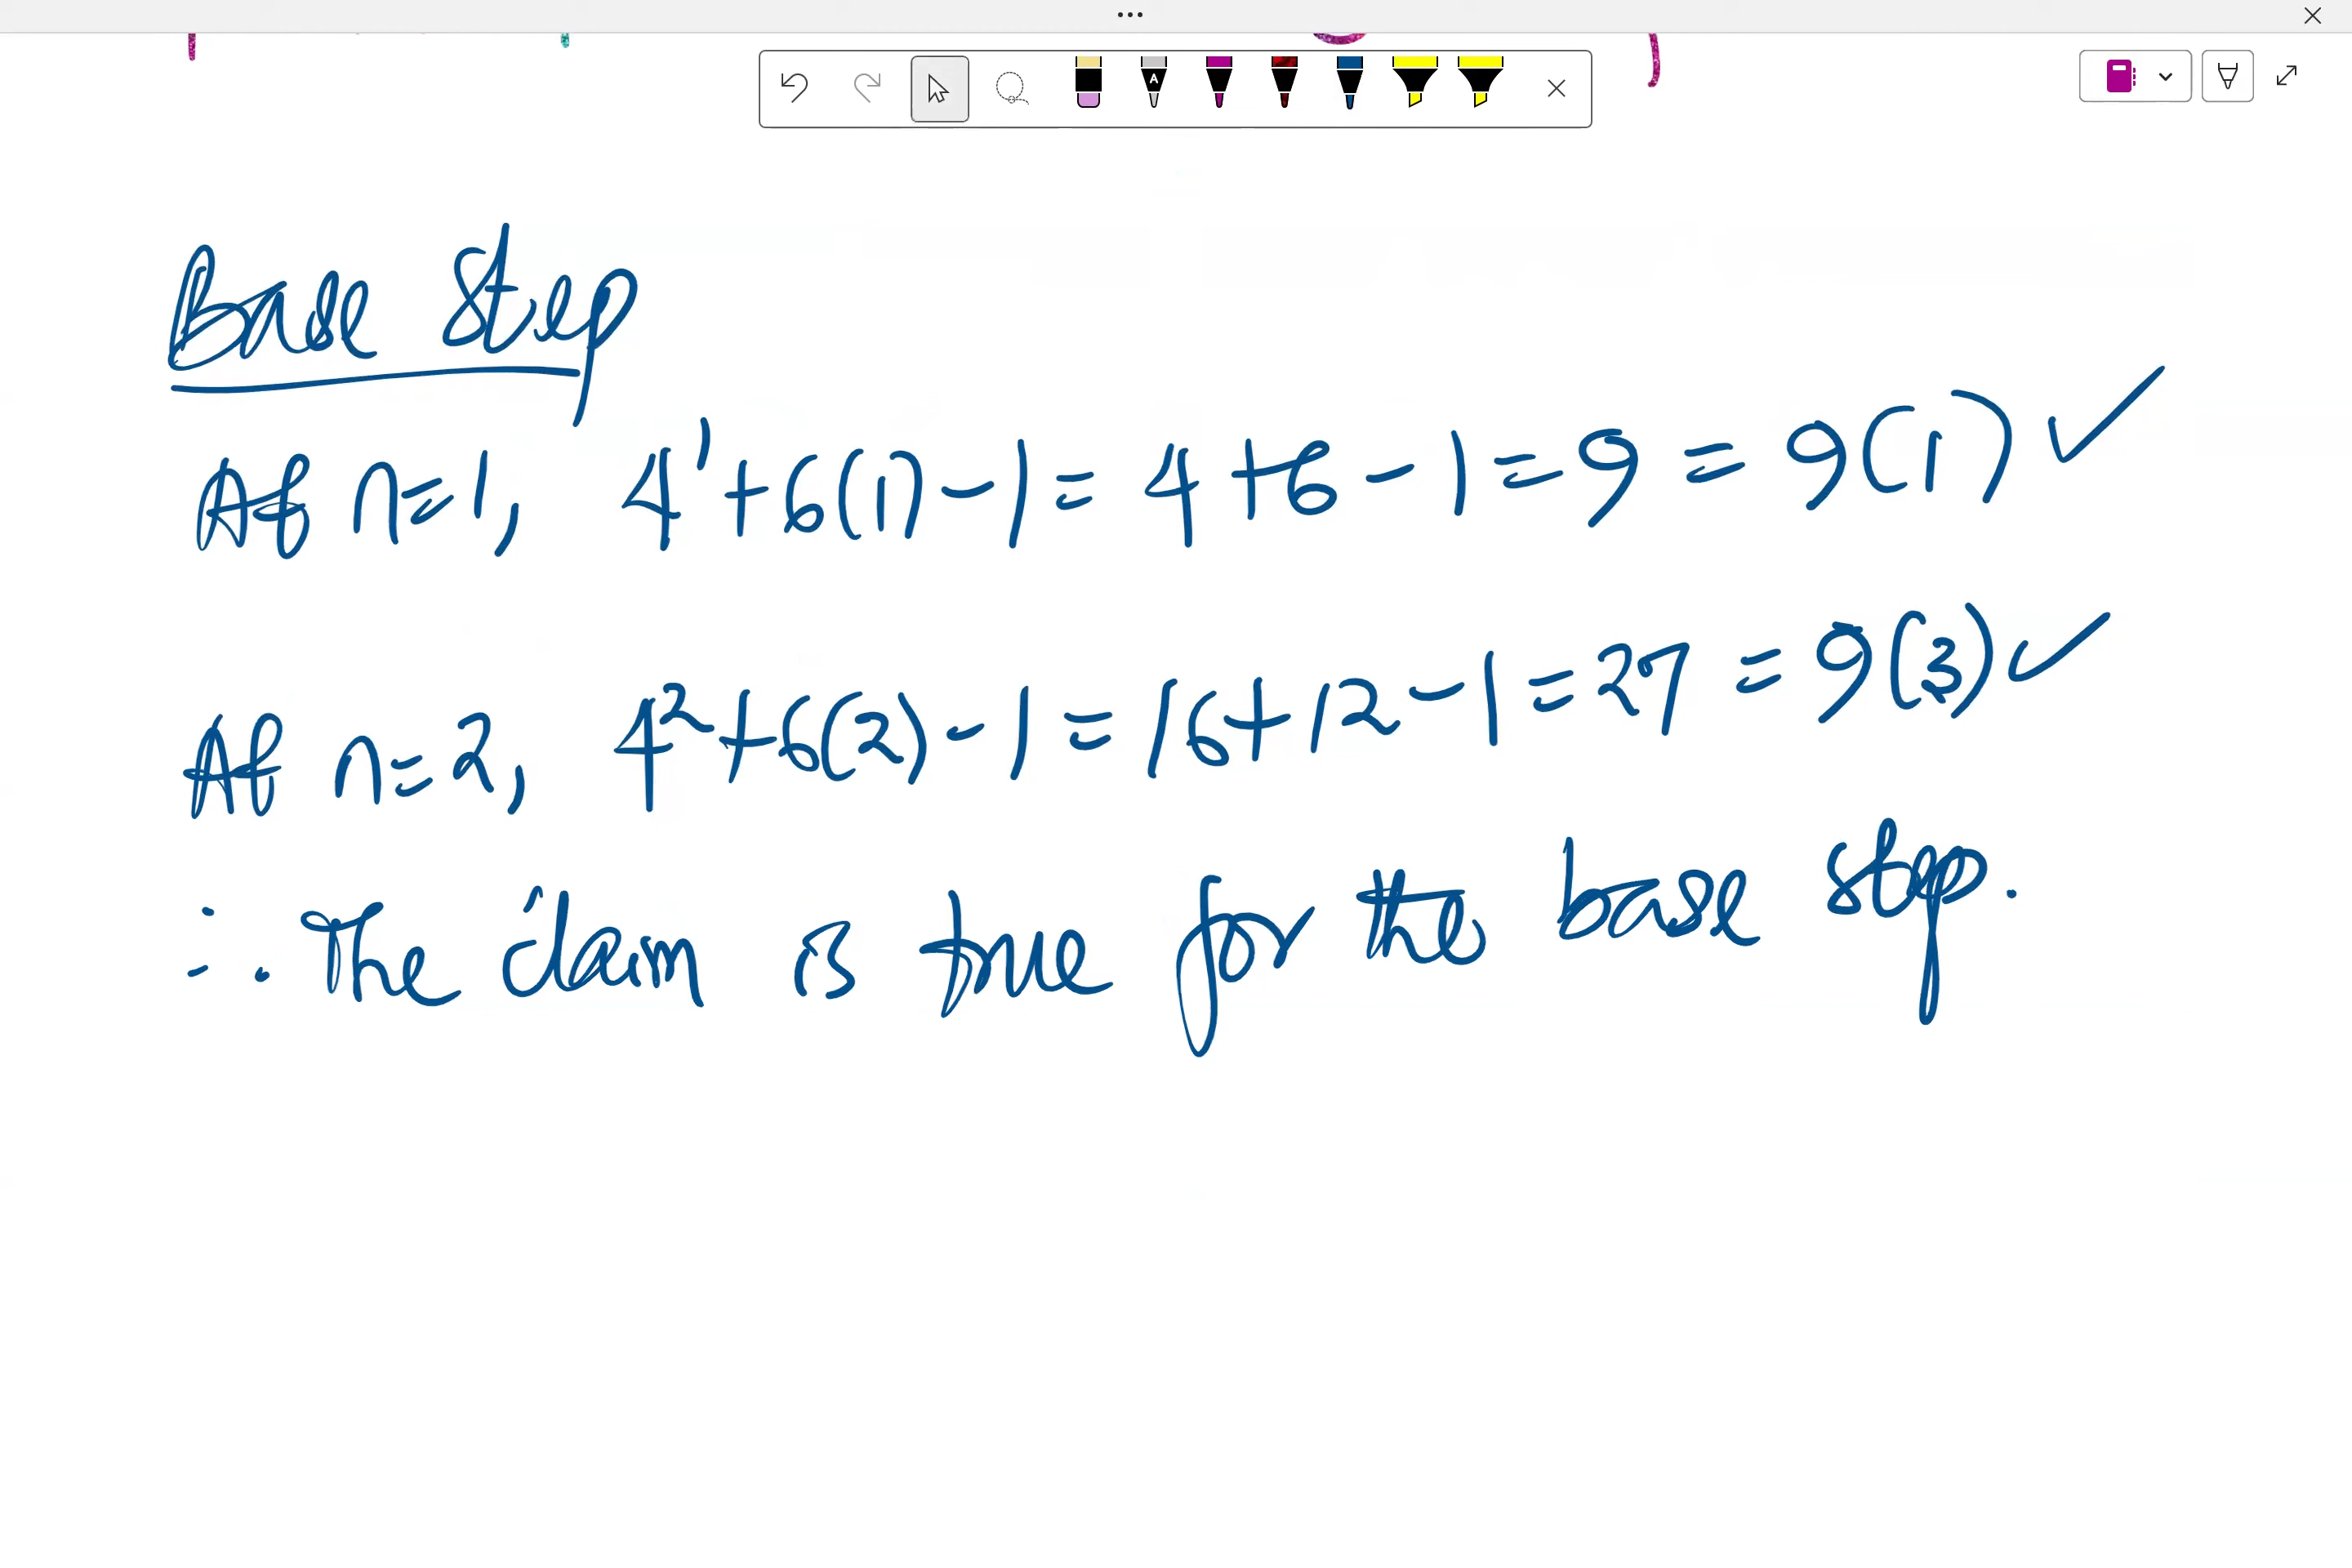 Base Step
At n=1, 4¹+6(1)-1 = 4+6-1 = 9 = 9(1) ✓
At n=2, 4²+6(2)-1 = 16+12-1 = 27 = 9(3) ✓
∴ The claim is true for the base step.